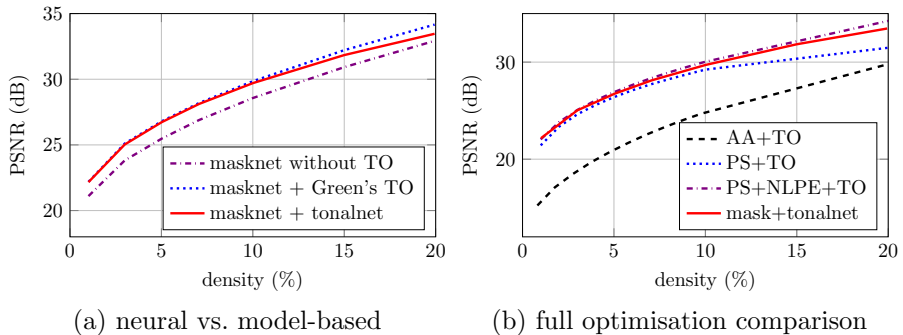 35
30
25
20
PSNR (dB)
masknet without TO
masknet + Green's TO
masknet + tonalnet
0 5 10 15 20
density (%)
(a) neural vs. model-based
30
20
PSNR (dB)
AA+TO
PS+TO
PS+NLPE+TO
mask+tonalnet
0 5 10 15 20
density (%)
(b) full optimisation comparison